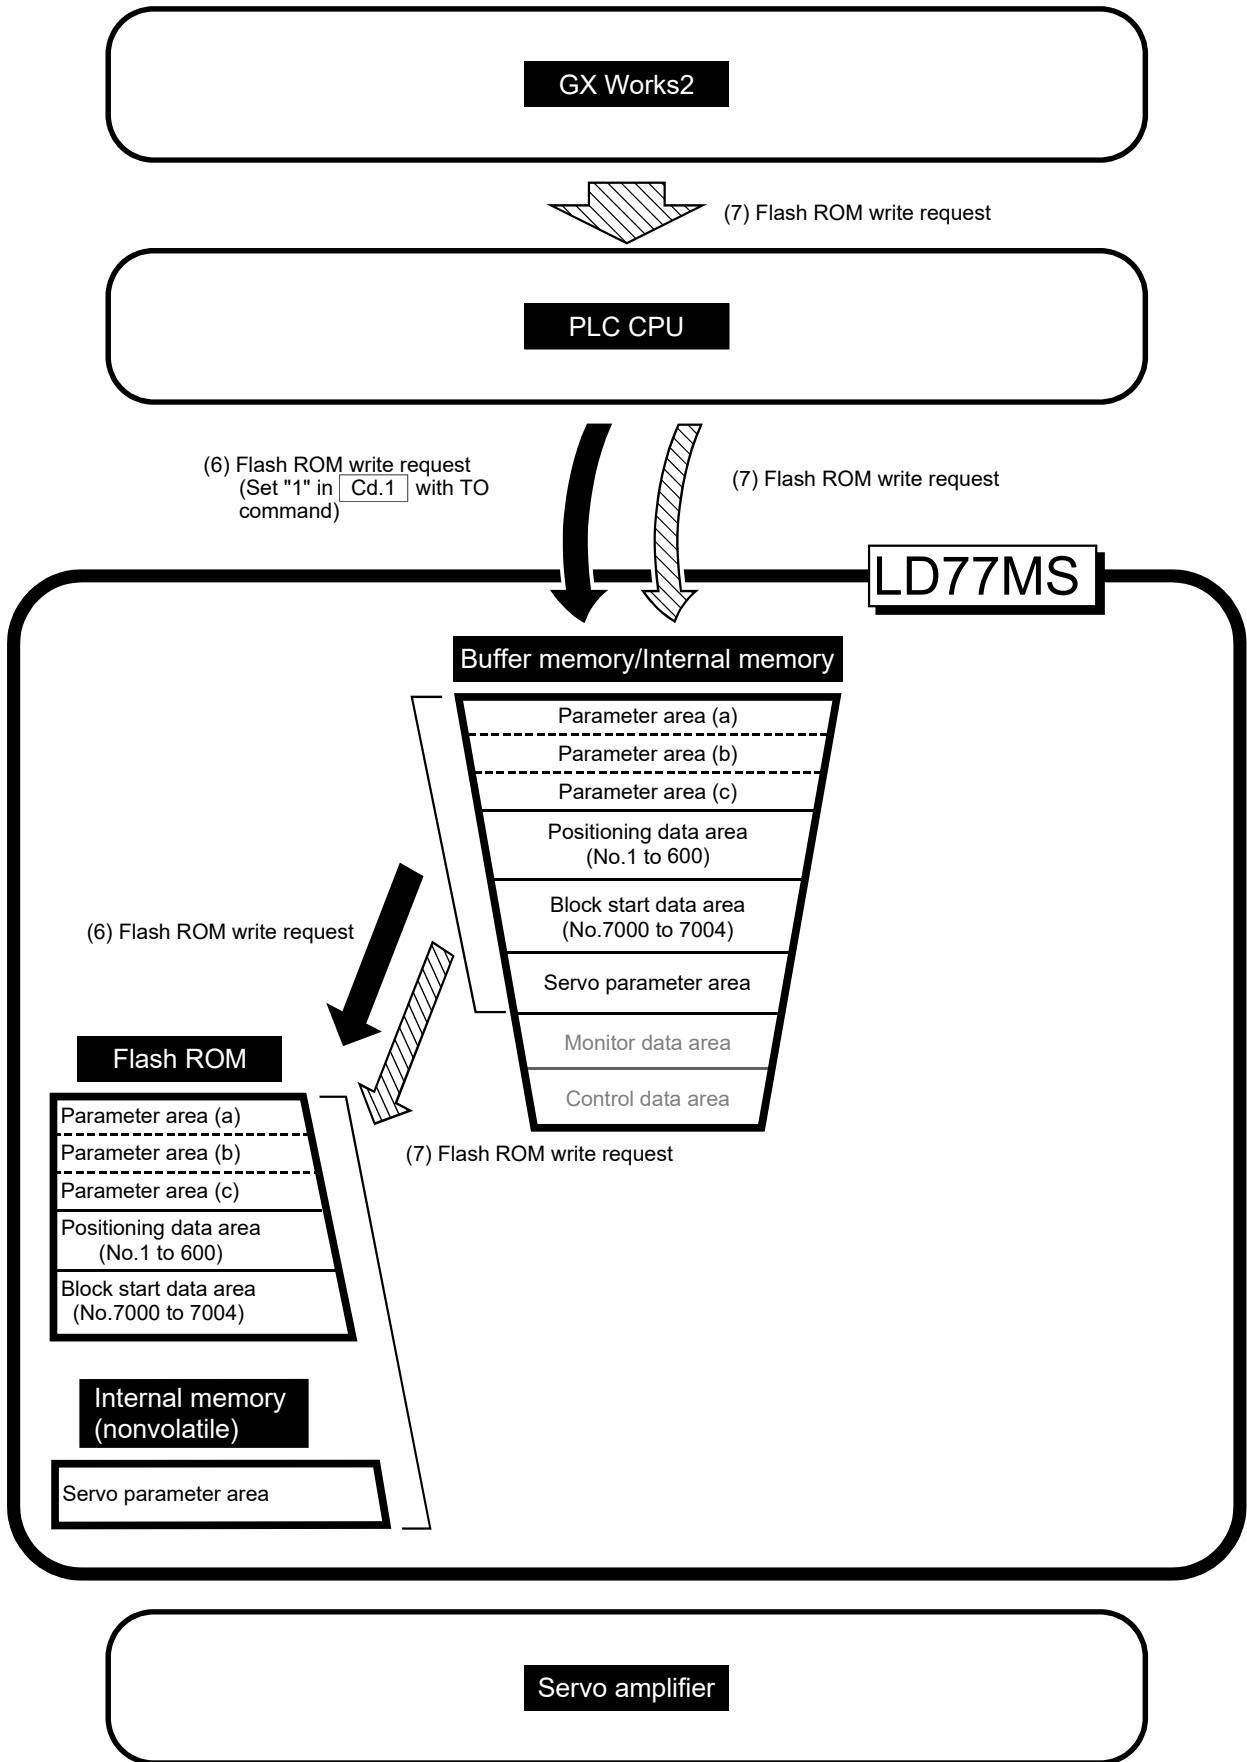 GX Works2
(7) Flash ROM write request
PLC CPU
(6) Flash ROM write request
(Set "1" in Cd.1 with TO
command)
(7) Flash ROM write request
LD77MS
Buffer memory/Internal memory
Parameter area (a)
Parameter area (b)
Parameter area (c)
Positioning data area
(No.1 to 600)
Block start data area
(No.7000 to 7004)
Servo parameter area
Monitor data area
Control data area
(6) Flash ROM write request
(7) Flash ROM write request
Flash ROM
Parameter area (a)
Parameter area (b)
Parameter area (c)
Positioning data area
(No.1 to 600)
Block start data area
(No.7000 to 7004)
Internal memory
(nonvolatile)
Servo parameter area
Servo amplifier